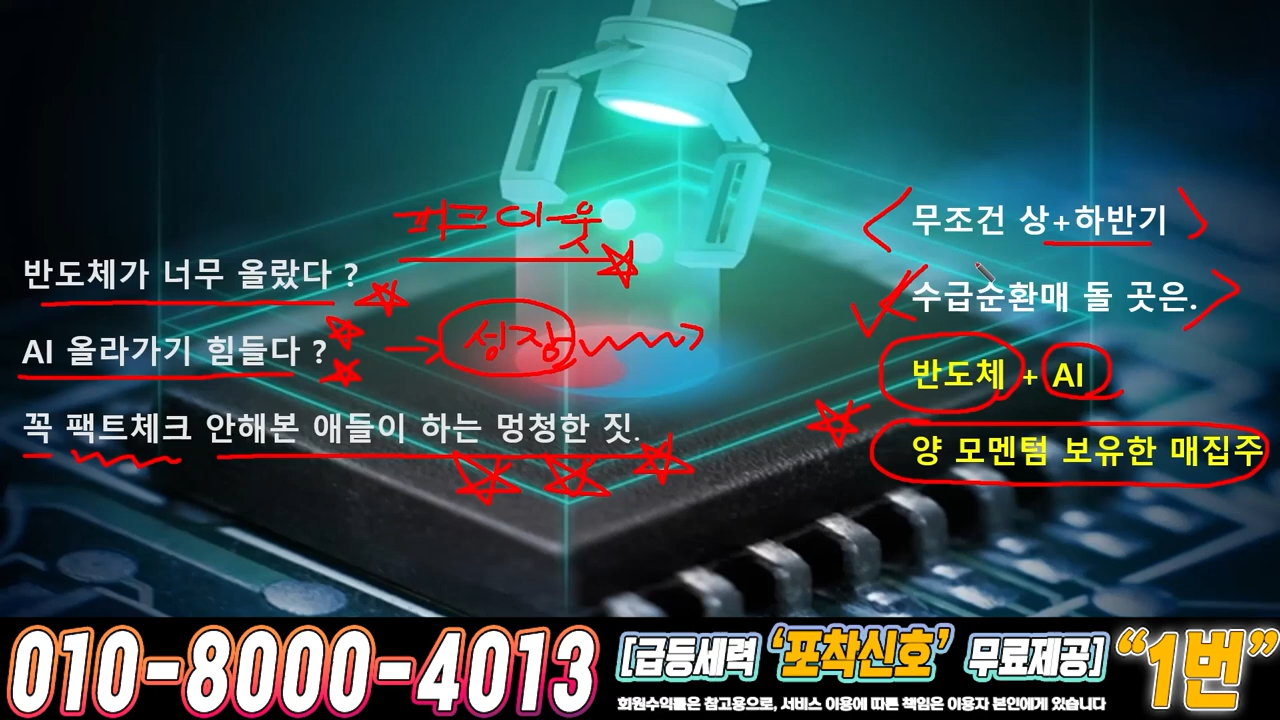 피크아웃
반도체가 너무 올랐다 ?
AI 올라가기 힘들다 ?
성장
꼭 팩트체크 안해본 애들이 하는 멍청한 짓.
무조건 상+하반기
수급순환매 돌 곳은.
반도체 + AI
양 모멘텀 보유한 매집주
010-8000-4013
[급등세력 '포착신호' 무료제공] "1번"
회원수익률은 참고용으로, 서비스 이용에 따른 책임은 이용자 본인에게 있습니다